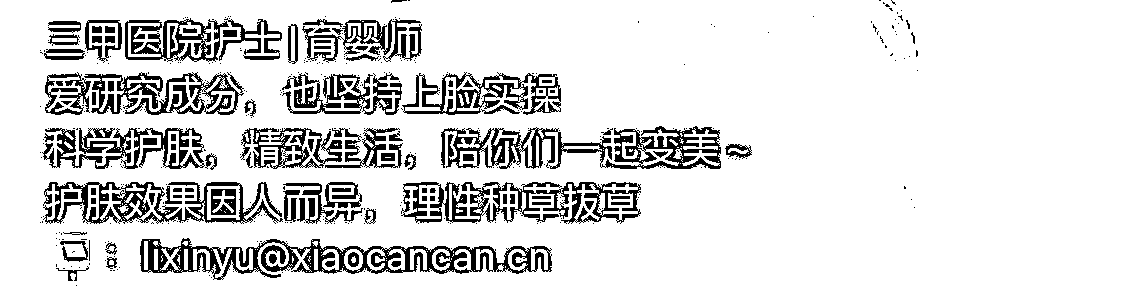 三甲医院护士|育婴师
爱研究成分，也坚持上脸实操
科学护肤，精致生活，陪你们一起变美~
护肤效果因人而异，理性种草拔草
：lixinyu@xiaocancan.cn